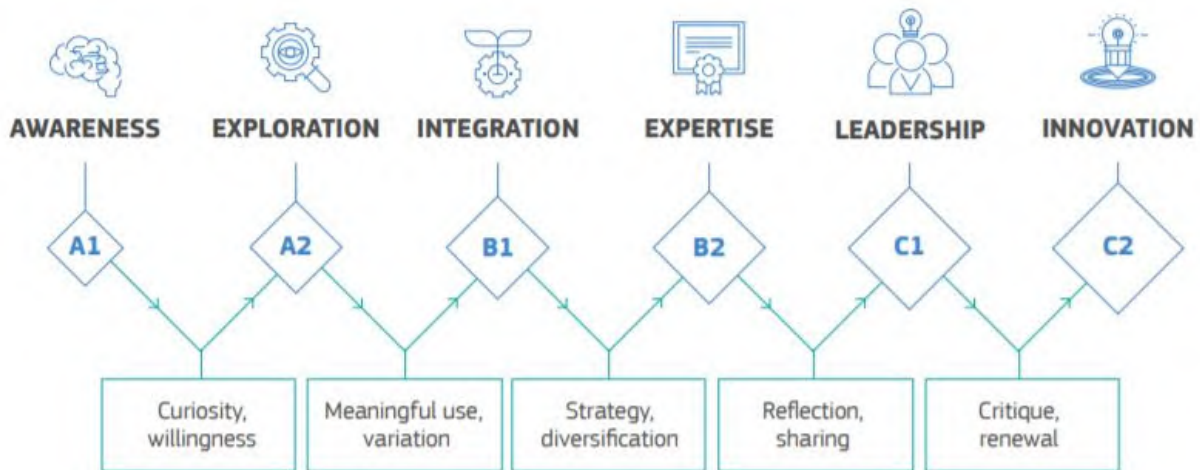 AWARENESS EXPLORATION INTEGRATION EXPERTISE LEADERSHIP INNOVATION
A1 A2 B1 B2 C1 C2
Curiosity,
willingness
Meaningful use,
variation
Strategy,
diversification
Reflection,
sharing
Critique,
renewal